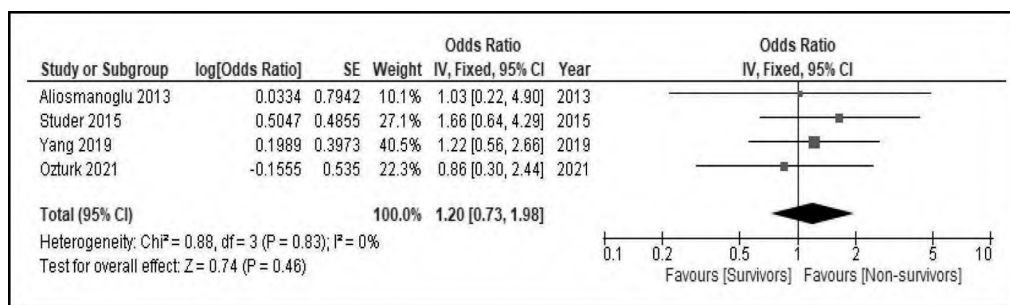 Odds Ratio Odds Ratio
Study or Subgroup log[Odds Ratio] SE Weight IV, Fixed, 95% CI Year IV, Fixed, 95% CI
Aliosmanoglu 2013 0.0334 0.7942 10.1% 1.03 [0.22, 4.90] 2013
Studer 2015 0.5047 0.4855 27.1% 1.66 [0.64, 4.29] 2015
Yang 2019 0.1989 0.3973 40.5% 1.22 [0.56, 2.66] 2019
Ozturk 2021 -0.1555 0.535 22.3% 0.86 [0.30, 2.44] 2021
Total (95% CI) 100.0% 1.20 [0.73, 1.98]
Heterogeneity: Chi² = 0.88, df = 3 (P = 0.83); I² = 0%
Test for overall effect: Z = 0.74 (P = 0.46)
0.1 0.2 0.5 1 2 5 10
Favours [Survivors] Favours [Non-survivors]